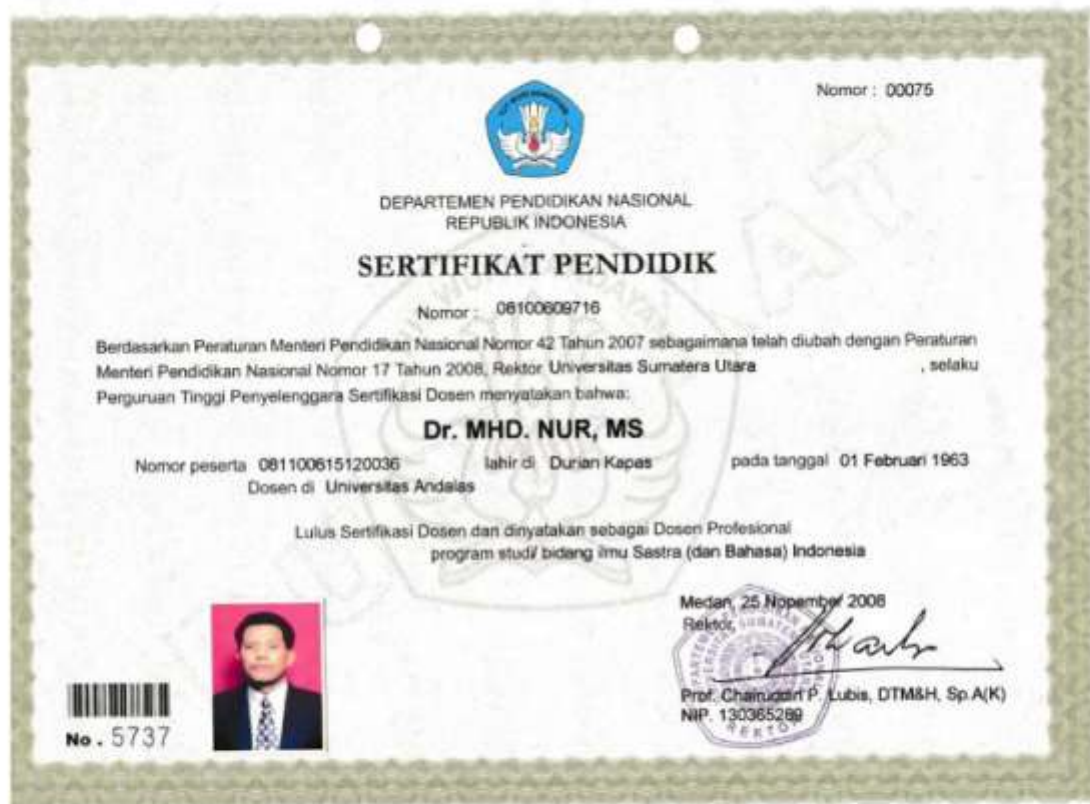 Nomor : 00075
DEPARTEMEN PENDIDIKAN NASIONAL
REPUBLIK INDONESIA
SERTIFIKAT PENDIDIK
Nomor : 08100609716
Berdasarkan Peraturan Menteri Pendidikan Nasional Nomor 42 Tahun 2007 sebagaimana telah diubah dengan Peraturan
Menteri Pendidikan Nasional Nomor 17 Tahun 2008, Rektor Universitas Sumatera Utara , selaku
Perguruan Tinggi Penyelenggara Sertifikasi Dosen menyatakan bahwa:
Dr. MHD. NUR, MS
Nomor peserta 081100615120036 lahir di Durian Kapas pada tanggal 01 Februari 1963
Dosen di Universitas Andalas
Lulus Sertifikasi Dosen dan dinyatakan sebagai Dosen Profesional
program studi/ bidang ilmu Sastra (dan Bahasa) Indonesia
Medan, 25 Nopember 2008
Rektor,
Prof. Chairuddin P. Lubis, DTM&H, Sp.A(K)
NIP. 130365289
REKTOR
No. 5737